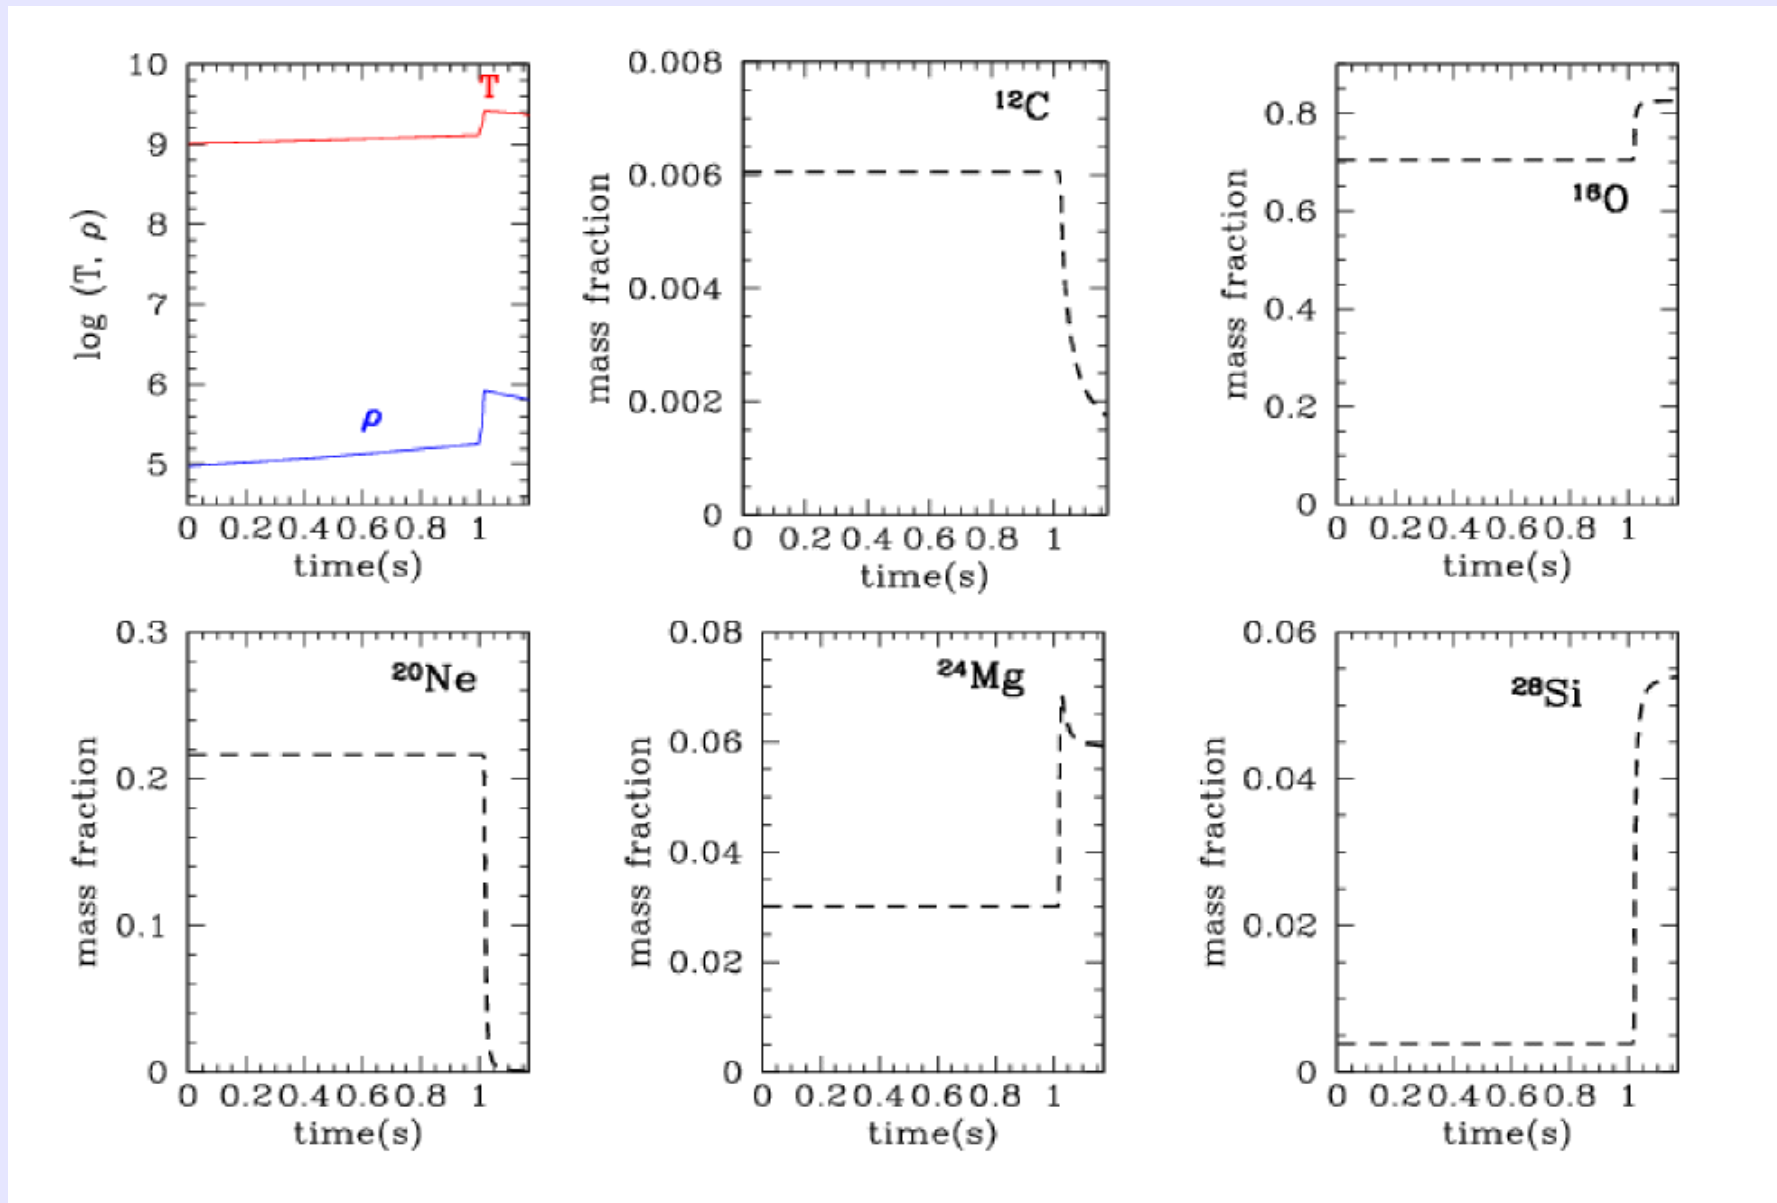 10
9
8
7
6
5
log (T, ρ)
T
ρ
0 0.2 0.4 0.6 0.8 1
time(s)
0.008
0.006
0.004
0.002
0
mass fraction
¹²C
0 0.2 0.4 0.6 0.8 1
time(s)
0.8
0.6
0.4
0.2
0
mass fraction
¹⁶O
0 0.2 0.4 0.6 0.8 1
time(s)
0.3
0.2
0.1
0
mass fraction
²⁰Ne
0 0.2 0.4 0.6 0.8 1
time(s)
0.08
0.06
0.04
0.02
0
mass fraction
²⁴Mg
0 0.2 0.4 0.6 0.8 1
time(s)
0.06
0.04
0.02
0
mass fraction
²⁸Si
0 0.2 0.4 0.6 0.8 1
time(s)